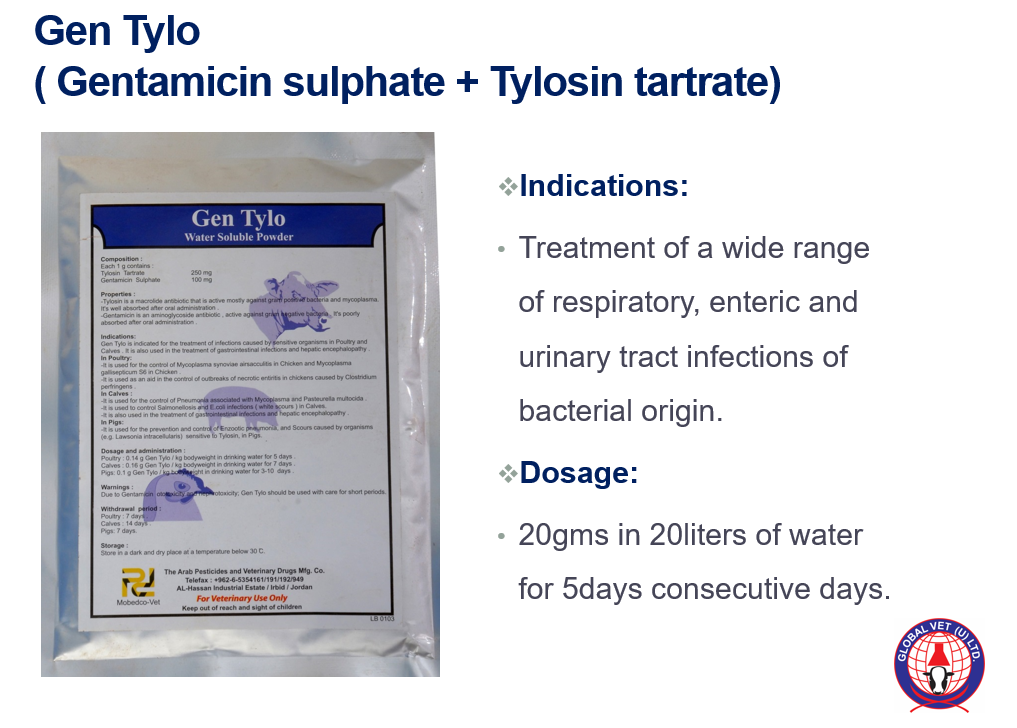 Gen Tylo
( Gentamicin sulphate + Tylosin tartrate)
Gen Tylo
Water Soluble Powder
Composition :
Each 1 g contains :
Tylosin Tartrate 250 mg
Gentamicin Sulphate 100 mg
Properties :
-Tylosin is a macrolide antibiotic that is active mostly against gram positive bacteria and mycoplasma.
It's well absorbed after oral administration .
-Gentamicin is an aminoglycoside antibiotic , active against gram negative bacteria . It's poorly
absorbed after oral administration .
Indications:
Gen Tylo is indicated for the treatment of infections caused by sensitive organisms in Poultry and
Calves . It is also used in the treatment of gastrointestinal infections and hepatic encephalopathy .
In Poultry:
-It is used for the control of Mycoplasma synoviae airsacculitis in Chicken and Mycoplasma
gallisepticum S6 in Chicken .
-It is used as an aid in the control of outbreaks of necrotic entiritis in chickens caused by Clostridium
perfringens .
In Calves :
-It is used for the control of Pneumonia associated with Mycoplasma and Pasteurella multocida .
-It is used to control Salmonellosis and E.coli infections ( white scours ) in Calves.
-It is also used in the treatment of gastrointestinal infections and hepatic encephalopathy .
In Pigs:
-It is used for the prevention and control of Enzootic pneumonia, and Scours caused by organisms
(e.g. Lawsonia intracellularis) sensitive to Tylosin, in Pigs.
Dosage and administration :
Poultry : 0.14 g Gen Tylo / kg bodyweight in drinking water for 5 days .
Calves : 0.16 g Gen Tylo / kg bodyweight in drinking water for 7 days .
Pigs: 0.1 g Gen Tylo / kg bodyweight in drinking water for 3-10 days .
Warnings :
Due to Gentamicin ototoxicity and nephrotoxicity; Gen Tylo should be used with care for short periods.
Withdrawal period :
Poultry : 7 days
Calves : 14 days
Pigs: 7 days.
Storage :
Store in a dark and dry place at a temperature below 30 C.
Mobedco-Vet
The Arab Pesticides and Veterinary Drugs Mfg. Co.
Telefax : +962-6-5354161/191/192/949
AL-Hassan Industrial Estate / Irbid / Jordan
For Veterinary Use Only
Keep out of reach and sight of children
LB 0103
Indications:
• Treatment of a wide range
of respiratory, enteric and
urinary tract infections of
bacterial origin.
Dosage:
• 20gms in 20liters of water
for 5days consecutive days.
GLOBAL VET (U) LTD.